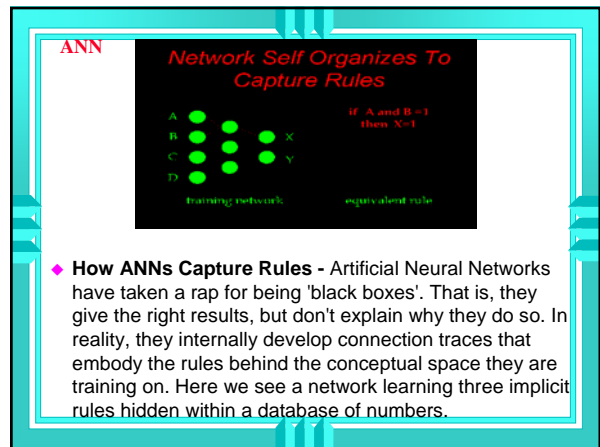 ANN
Network Self Organizes To
Capture Rules
A
B
C
D
X
Y
if A and B =1
then X=1
training network
equivalent rule
How ANNs Capture Rules - Artificial Neural Networks
have taken a rap for being 'black boxes'. That is, they
give the right results, but don't explain why they do so. In
reality, they internally develop connection traces that
embody the rules behind the conceptual space they are
training on. Here we see a network learning three implicit
rules hidden within a database of numbers.